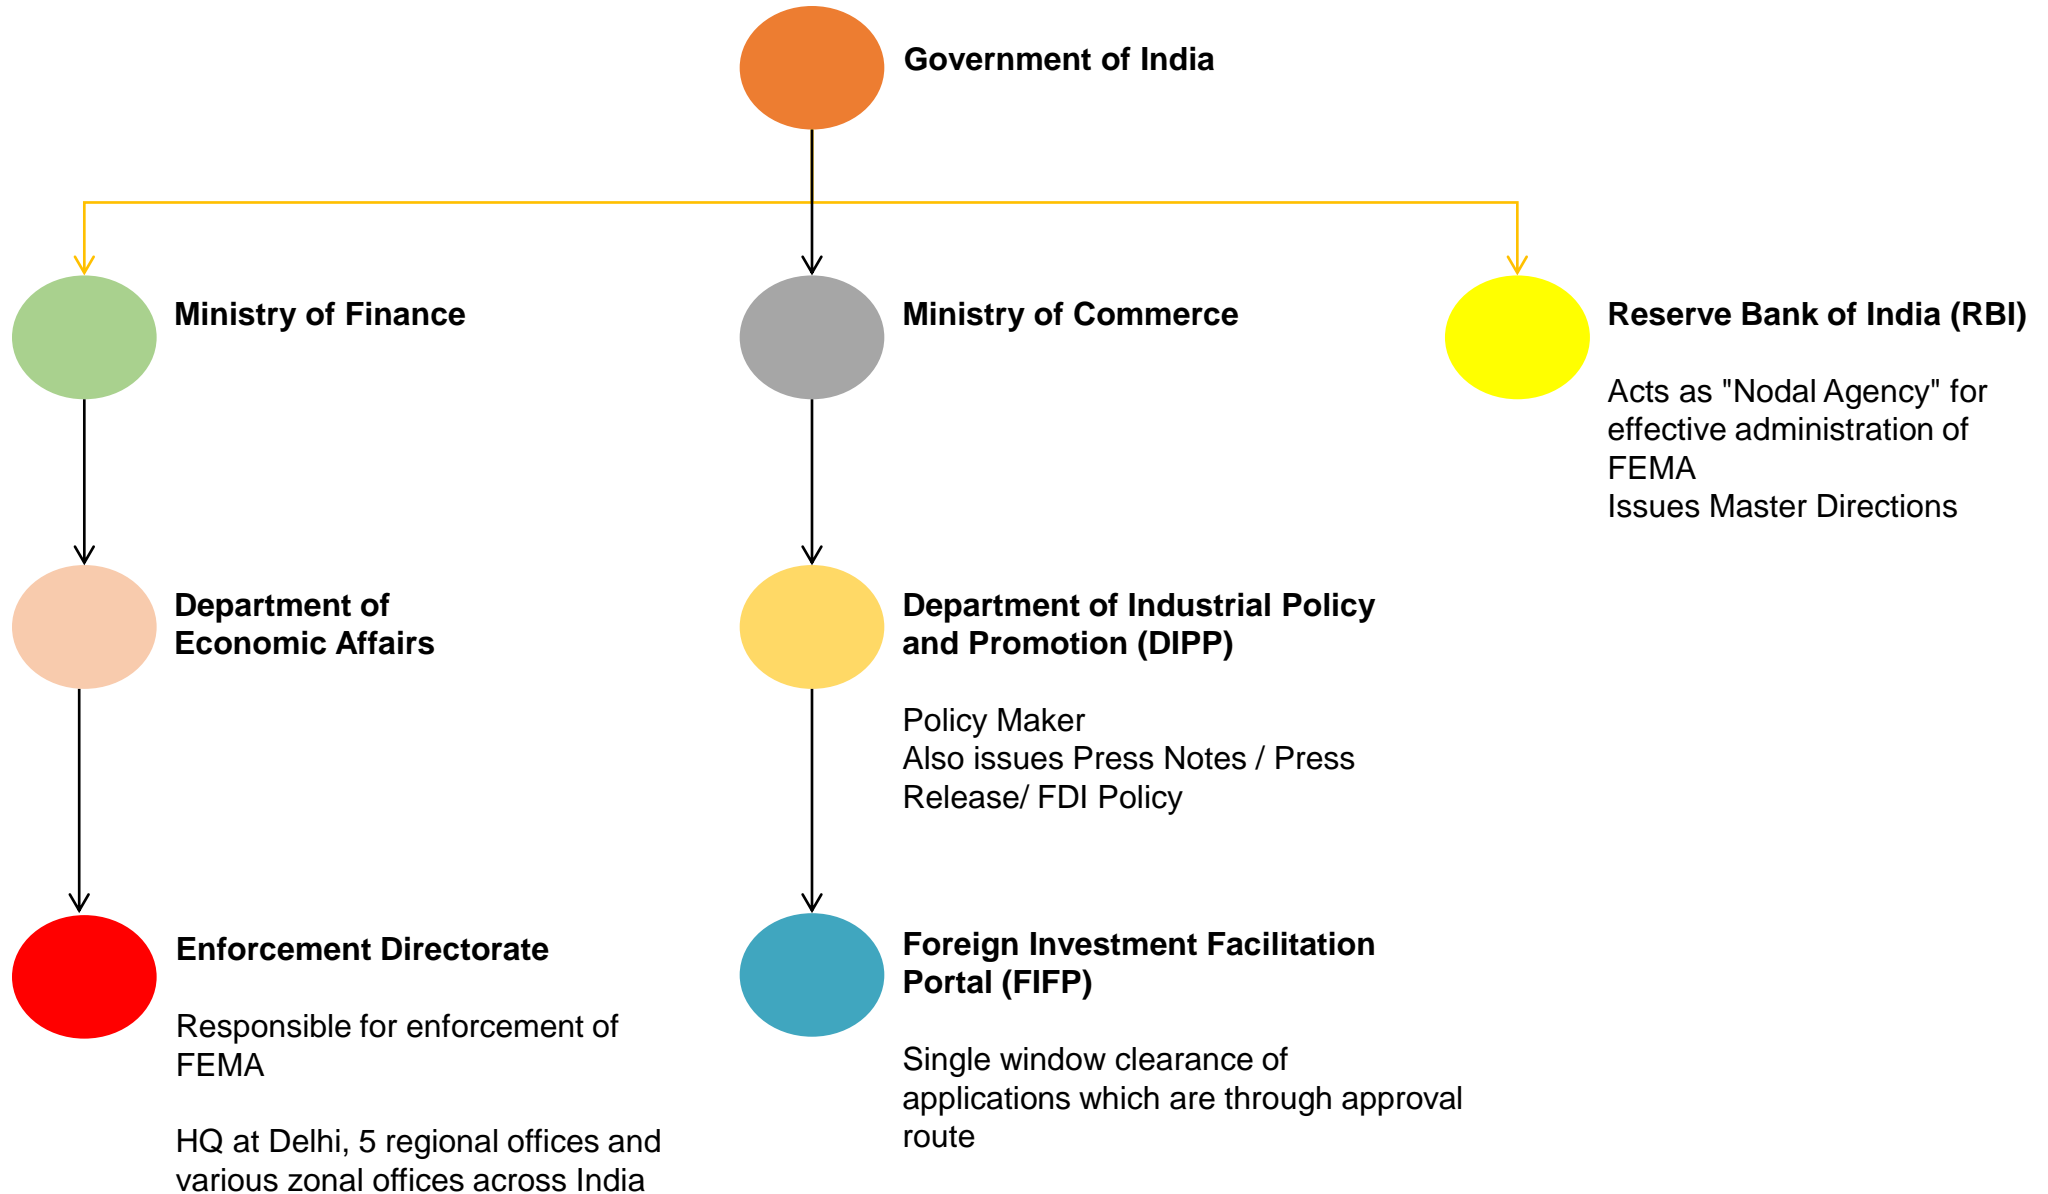 Government of India
Ministry of Finance
Ministry of Commerce
Reserve Bank of India (RBI)
Acts as "Nodal Agency" for
effective administration of
FEMA
Issues Master Directions
Department of
Economic Affairs
Department of Industrial Policy
and Promotion (DIPP)
Policy Maker
Also issues Press Notes / Press
Release/ FDI Policy
Enforcement Directorate
Responsible for enforcement of
FEMA
HQ at Delhi, 5 regional offices and
various zonal offices across India
Foreign Investment Facilitation
Portal (FIFP)
Single window clearance of
applications which are through approval
route